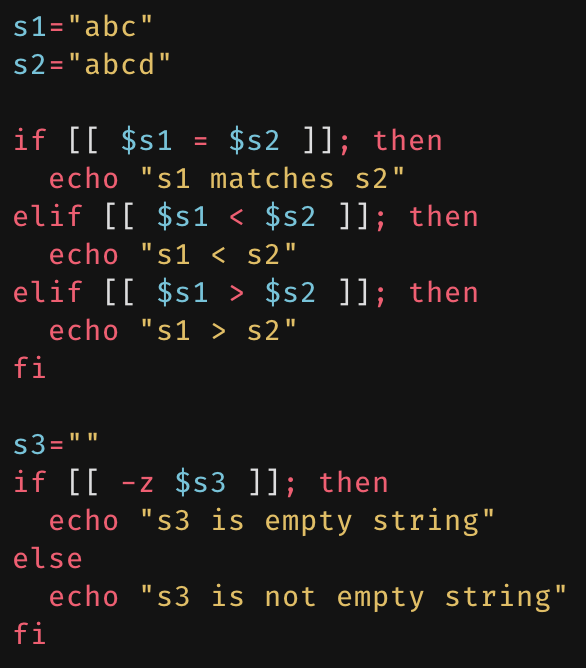 s1="abc"
s2="abcd"

if [[ $s1 = $s2 ]]; then
  echo "s1 matches s2"
elif [[ $s1 < $s2 ]]; then
  echo "s1 < s2"
elif [[ $s1 > $s2 ]]; then
  echo "s1 > s2"
fi

s3=""
if [[ -z $s3 ]]; then
  echo "s3 is empty string"
else
  echo "s3 is not empty string"
fi